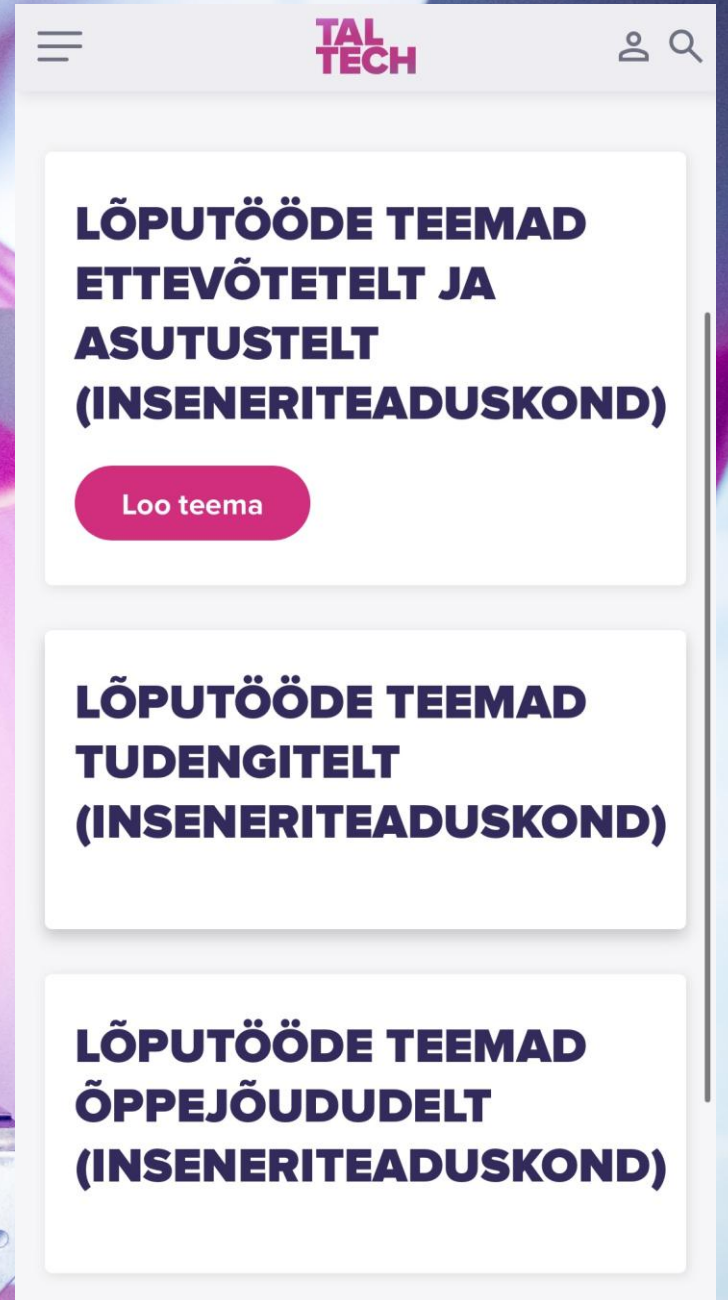 TAL
TECH
LÕPUTÖÖDE TEEMAD
ETTEVÕTETELT JA
ASUTUSTELT
(INSENERITEADUSKOND)
Loo teema
LÕPUTÖÖDE TEEMAD
TUDENGITELT
(INSENERITEADUSKOND)
LÕPUTÖÖDE TEEMAD
ÕPPEJÕUDUDELT
(INSENERITEADUSKOND)